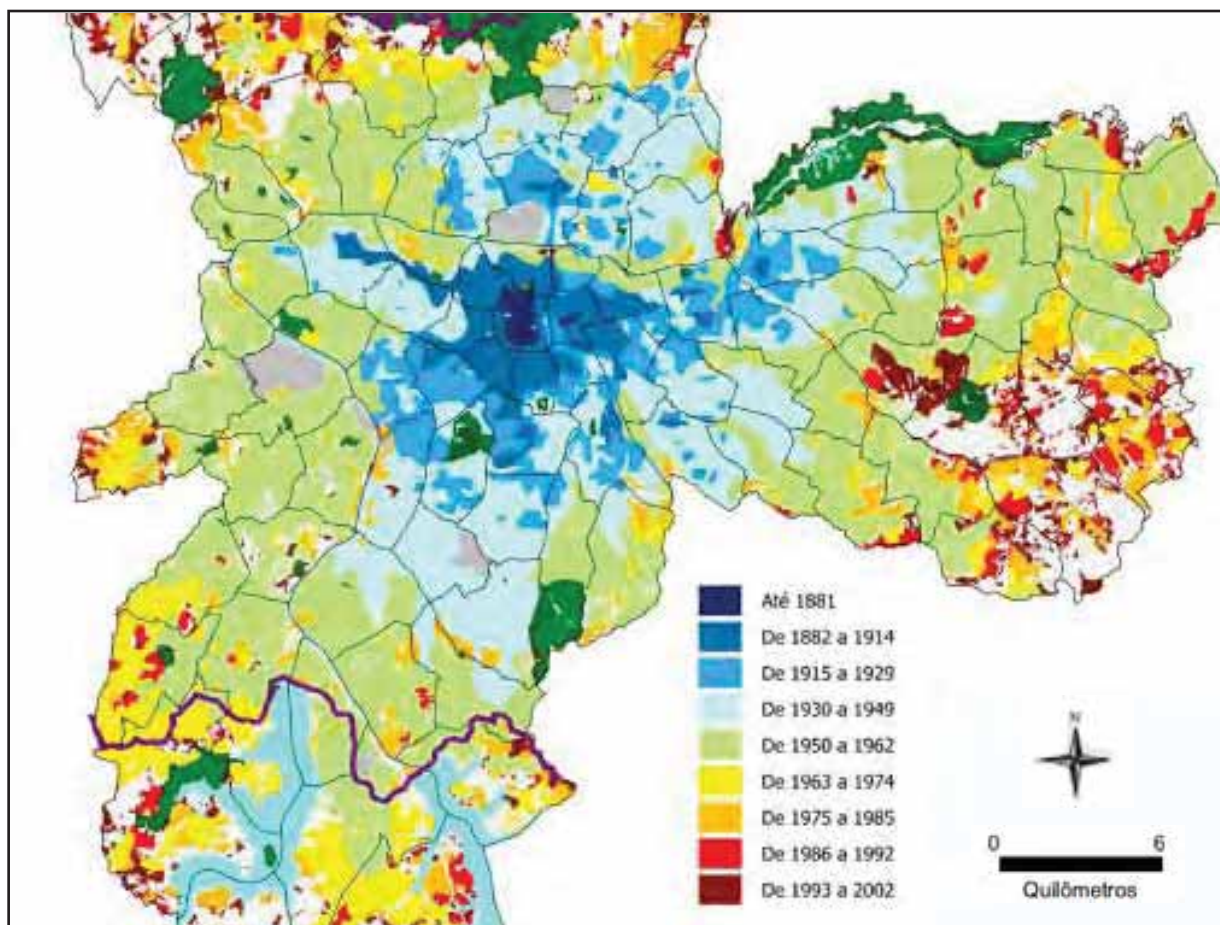 Até 1881
De 1882 a 1914
De 1915 a 1929
De 1930 a 1949
De 1950 a 1962
De 1963 a 1974
De 1975 a 1985
De 1986 a 1992
De 1993 a 2002
N
0 6
Quilômetros